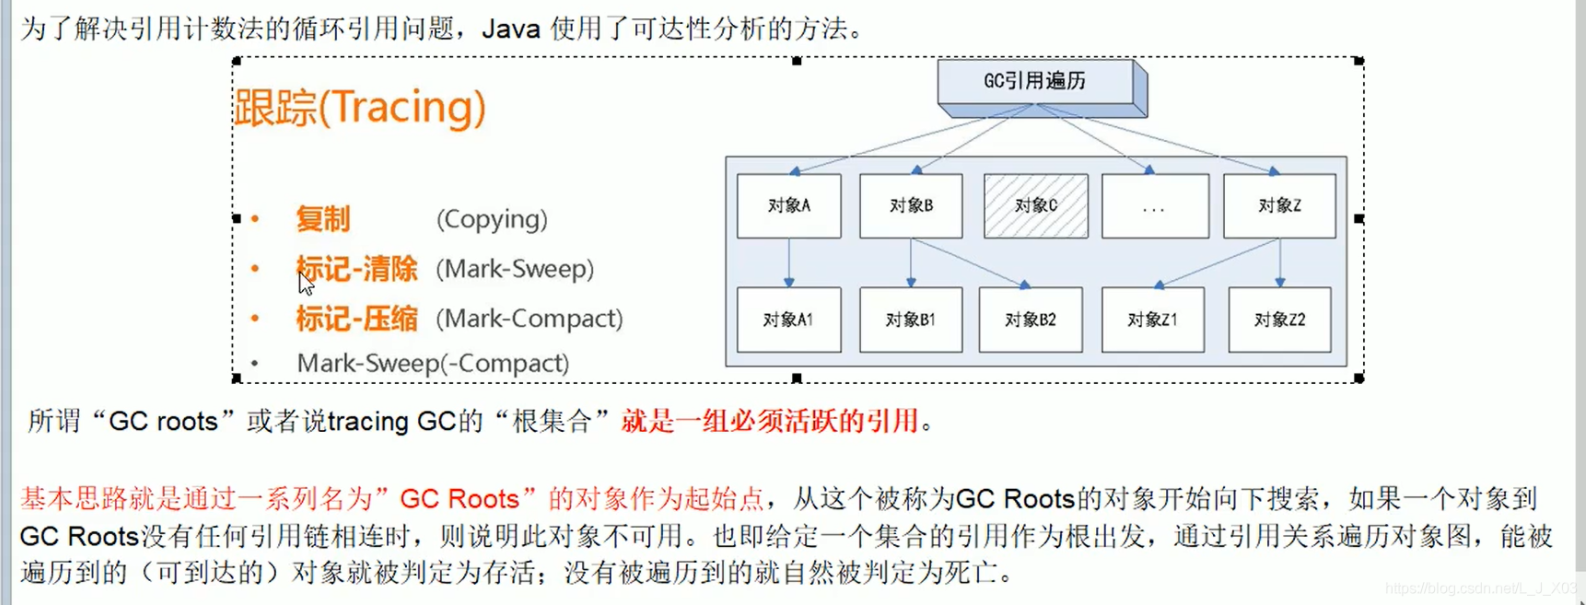 为了解决引用计数法的循环引用问题，Java 使用了可达性分析的方法。
跟踪(Tracing)
• 复制 (Copying)
• 标记-清除 (Mark-Sweep)
• 标记-压缩 (Mark-Compact)
• Mark-Sweep(-Compact)
GC引用遍历
对象A 对象B 对象C ... 对象Z
对象A1 对象B1 对象B2 对象Z1 对象Z2
所谓“GC roots”或者说tracing GC的“根集合”就是一组必须活跃的引用。
基本思路就是通过一系列名为”GC Roots”的对象作为起始点，从这个被称为GC Roots的对象开始向下搜索，如果一个对象到
GC Roots没有任何引用链相连时，则说明此对象不可用。也即给定一个集合的引用作为根出发，通过引用关系遍历对象图，能被
遍历到的（可到达的）对象就被判定为存活；没有被遍历到的就自然被判定为死亡。
https://blog.csdn.net/L_J_X03